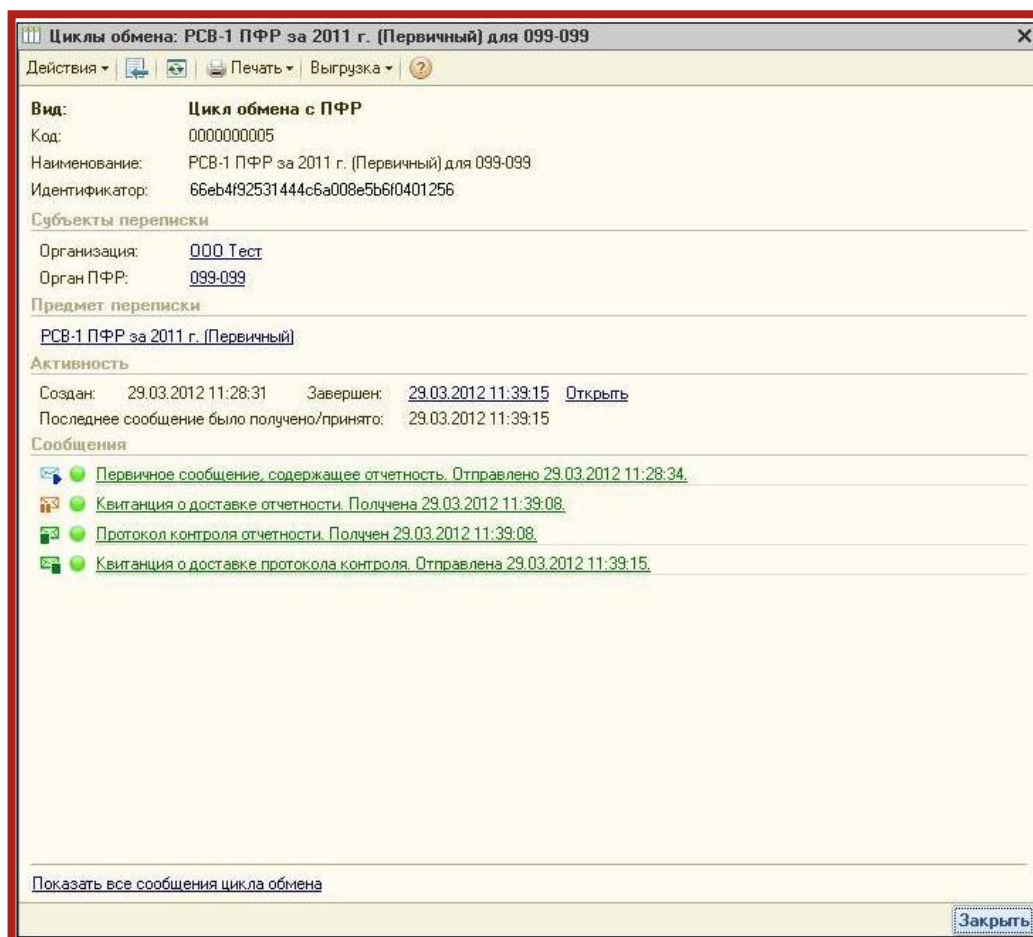 Циклы обмена: РСВ-1 ПФР за 2011 г. (Первичный) для 099-099
Действия Печать Выгрузка
Вид: Цикл обмена с ПФР
Код: 0000000005
Наименование: РСВ-1 ПФР за 2011 г. (Первичный) для 099-099
Идентификатор: 66eb4f92531444c6a008e5b6f0401256
Субъекты переписки
Организация: ООО Тест
Орган ПФР: 099-099
Предмет переписки
РСВ-1 ПФР за 2011 г. (Первичный)
Активность
Создан: 29.03.2012 11:28:31 Завершен: 29.03.2012 11:39:15 Открыть
Последнее сообщение было получено/принято: 29.03.2012 11:39:15
Сообщения
Первичное сообщение, содержащее отчетность. Отправлено 29.03.2012 11:28:34.
Квитанция о доставке отчетности. Получена 29.03.2012 11:39:08.
Протокол контроля отчетности. Получен 29.03.2012 11:39:08.
Квитанция о доставке протокола контроля. Отправлена 29.03.2012 11:39:15.
Показать все сообщения цикла обмена
Закрыть